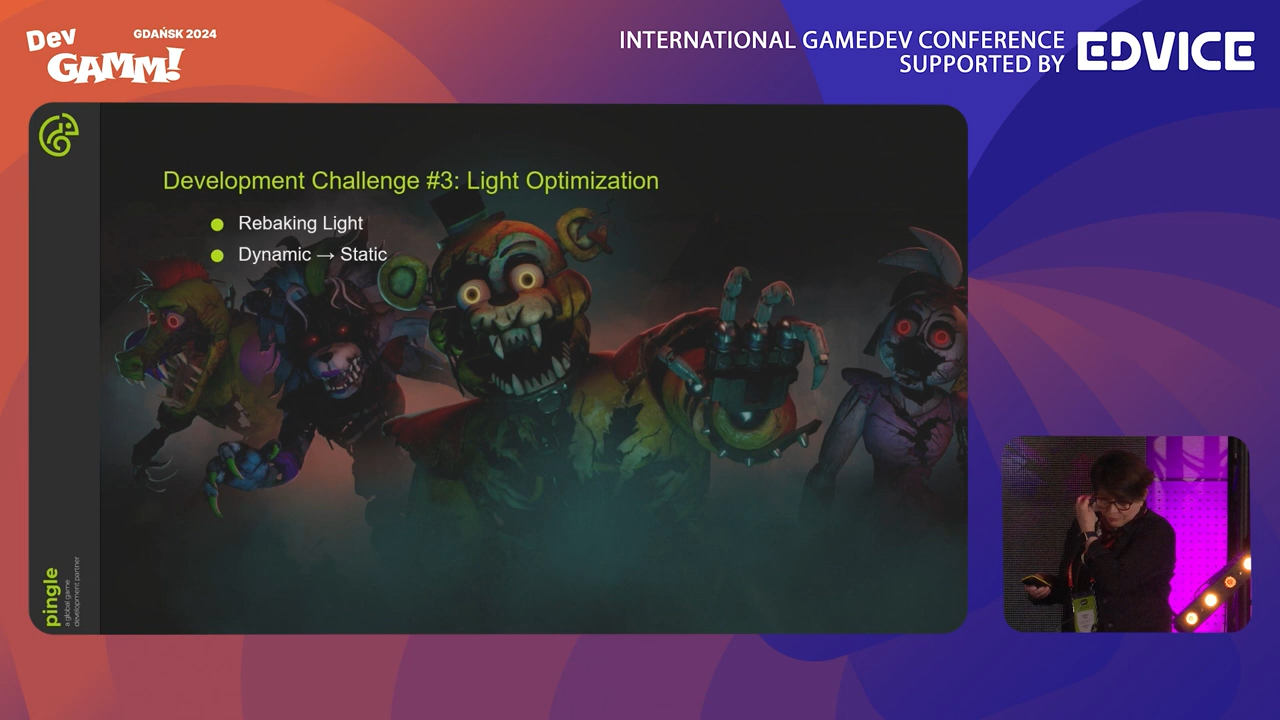 Dev
GAMM!
GDAŃSK 2024
INTERNATIONAL GAMEDEV CONFERENCE
SUPPORTED BY
EDVICE
Development Challenge #3: Light Optimization
● Rebaking Light
● Dynamic → Static
pingle
a global game
development partner